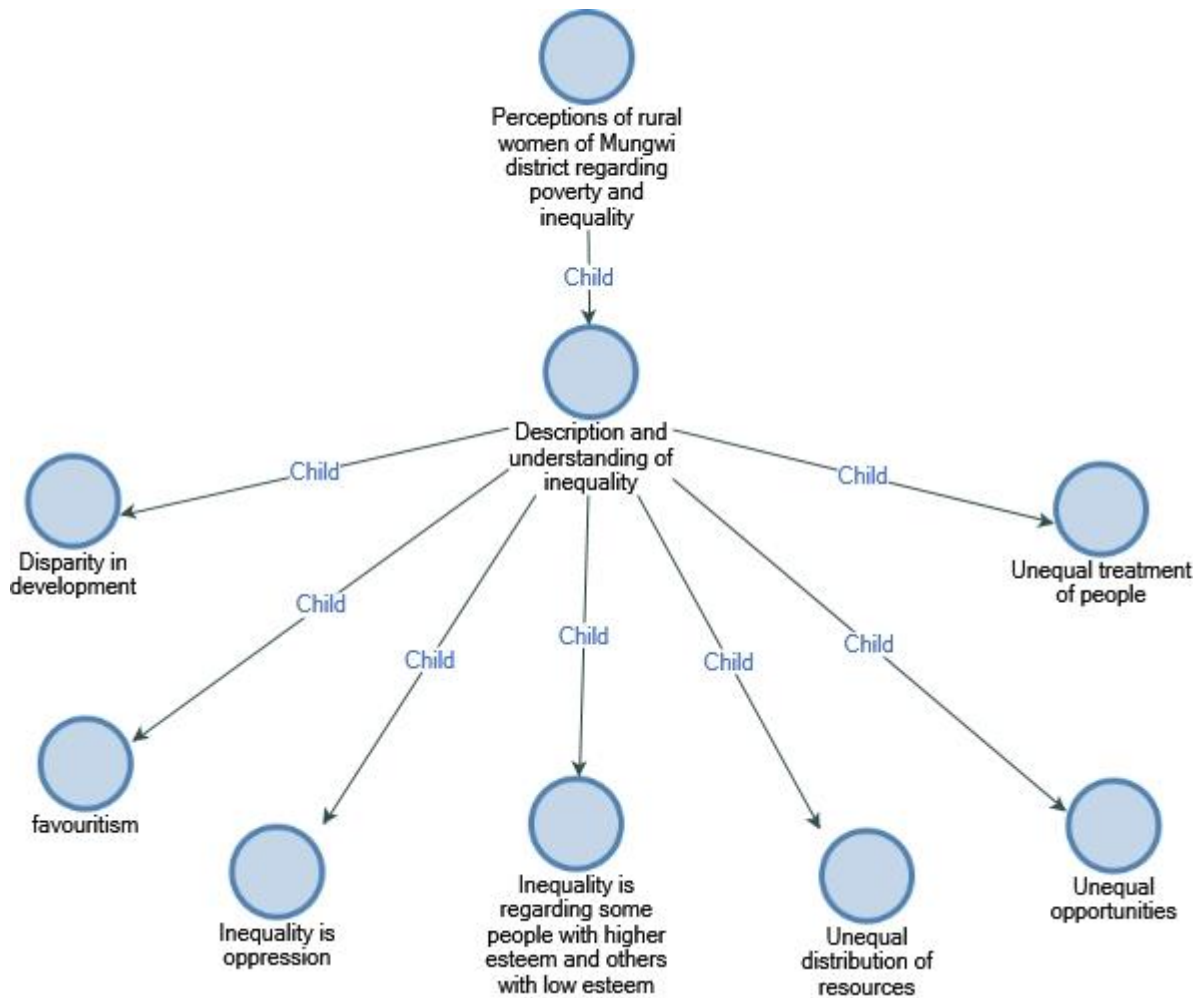 Perceptions of rural
women of Mungwi
district regarding
poverty and
inequality
Child
Description and
understanding of
inequality
Child
Child
Child
Child
Child
Child
Child
Disparity in
development
Unequal treatment
of people
favouritism
Inequality is
oppression
Inequality is
regarding some
people with higher
esteem and others
with low esteem
Unequal
distribution of
resources
Unequal
opportunities